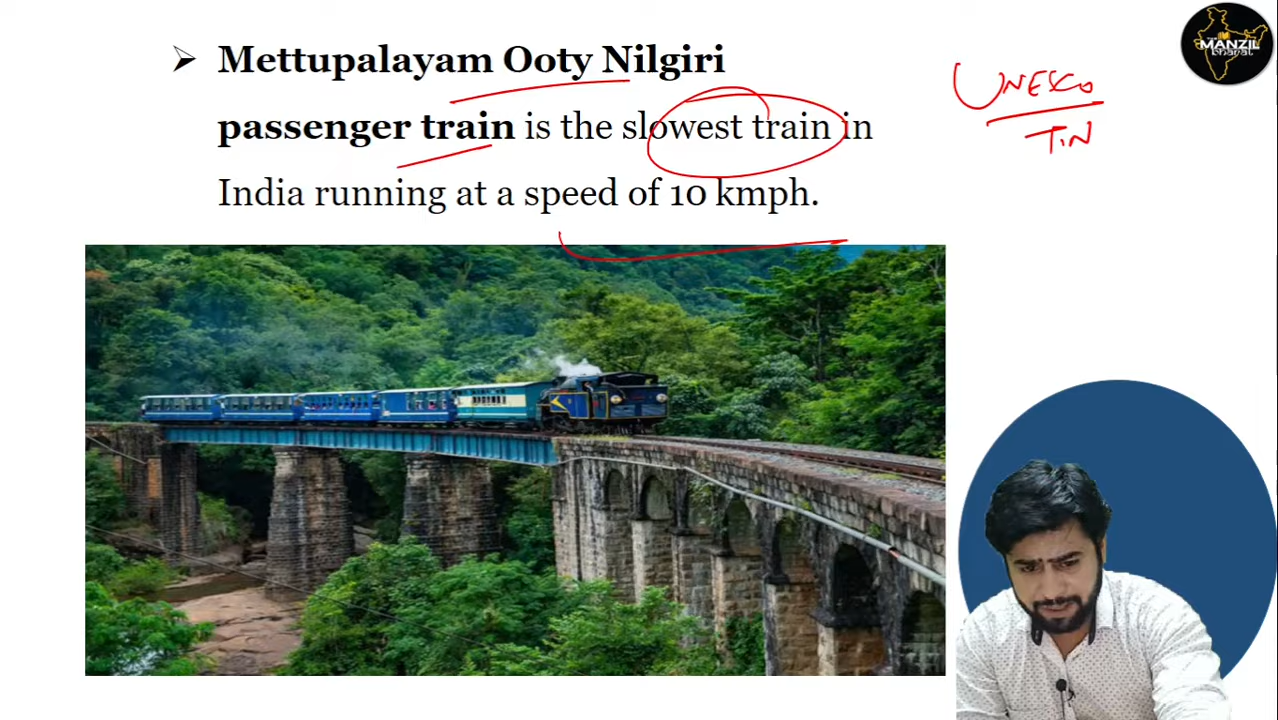 ➢ Mettupalayam Ooty Nilgiri
passenger train is the slowest train in
India running at a speed of 10 kmph.
UNESCO
TN
MANZIL